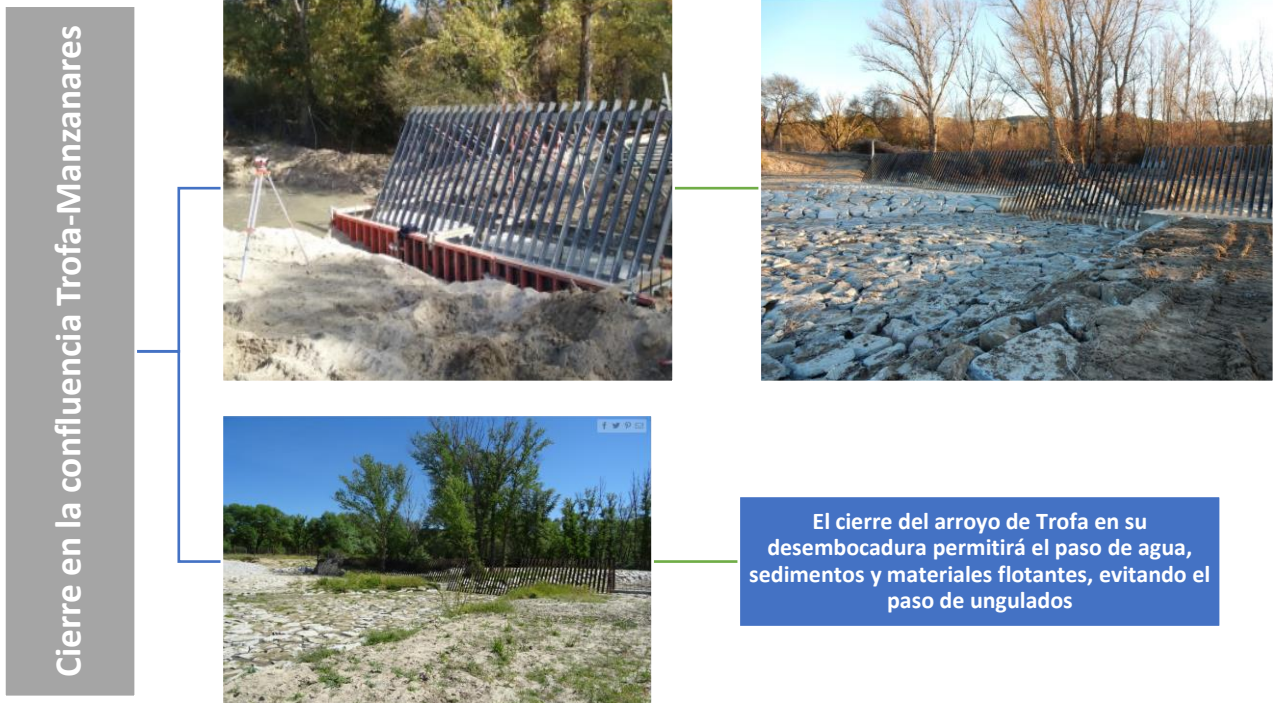 Cierre en la confluencia Trofa-Manzanares
El cierre del arroyo de Trofa en su
desembocadura permitirá el paso de agua,
sedimentos y materiales flotantes, evitando el
paso de ungulados